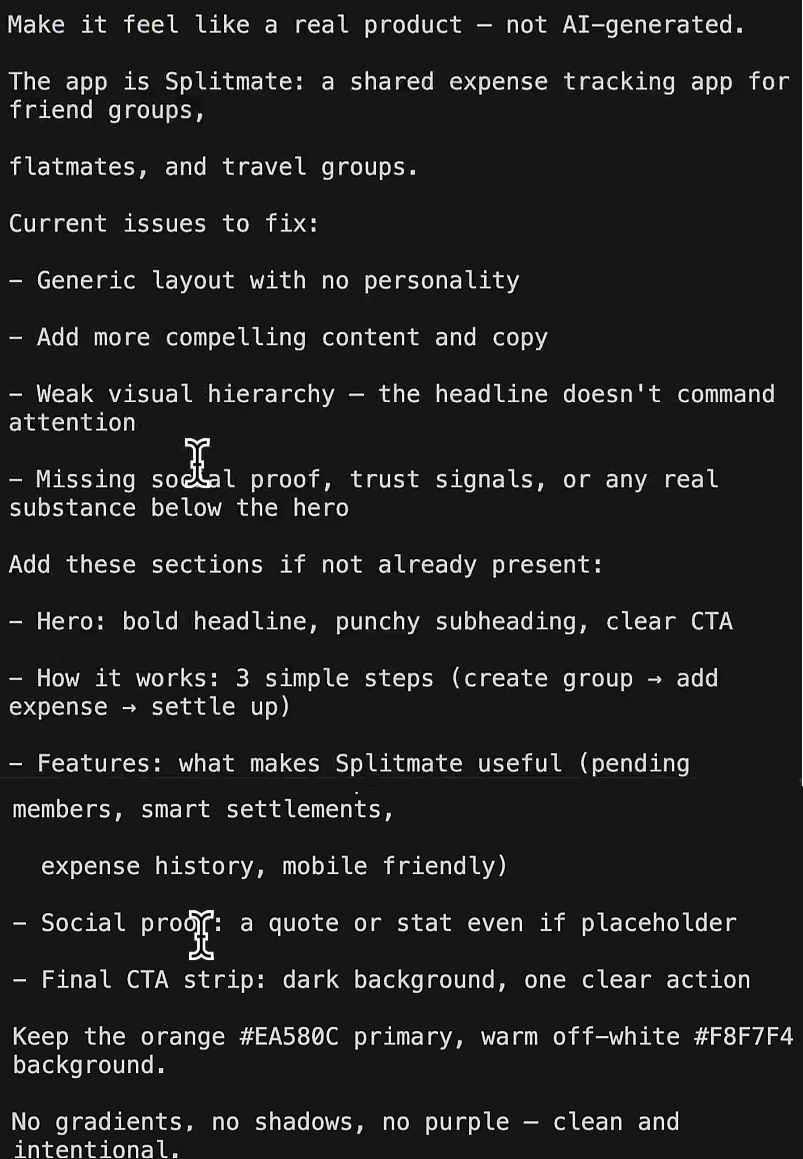 Make it feel like a real product — not AI-generated.
The app is Splitmate: a shared expense tracking app for
friend groups,
flatmates, and travel groups.
Current issues to fix:
- Generic layout with no personality
- Add more compelling content and copy
- Weak visual hierarchy — the headline doesn't command
attention
- Missing social proof, trust signals, or any real
substance below the hero
Add these sections if not already present:
- Hero: bold headline, punchy subheading, clear CTA
- How it works: 3 simple steps (create group → add
expense → settle up)
- Features: what makes Splitmate useful (pending
members, smart settlements,
expense history, mobile friendly)
- Social proof: a quote or stat even if placeholder
- Final CTA strip: dark background, one clear action
Keep the orange #EA580C primary, warm off-white #F8F7F4
background.
No gradients, no shadows, no purple — clean and
intentional.